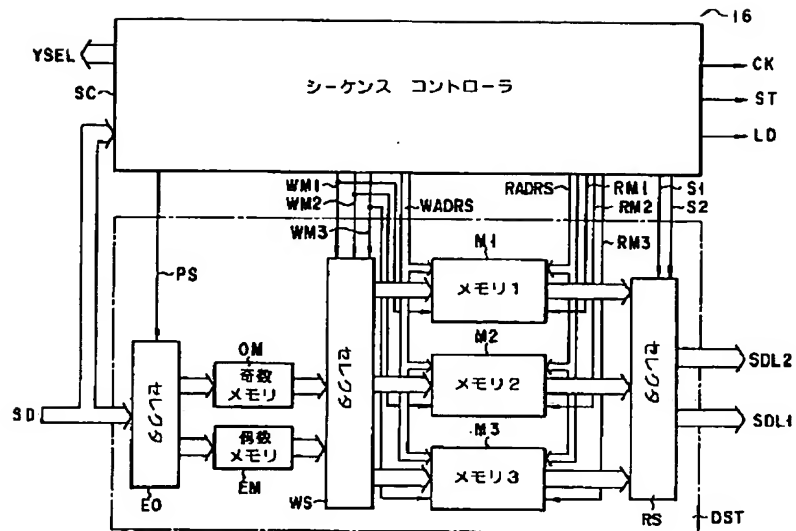 16
YSEL
SC
シーケンス コントローラ
CK
ST
LD
WM1
WM2
WM3
WADRS
RADRS
RM1
RM2
RM3
S1
S2
PS
M1
メモリ1
OM
奇数
メモリ
セレクタ
セレクタ
M2
メモリ2
セレクタ
SDL2
SD
偶数
メモリ
EM
M3
メモリ3
SDL1
EO
WS
RS
DST